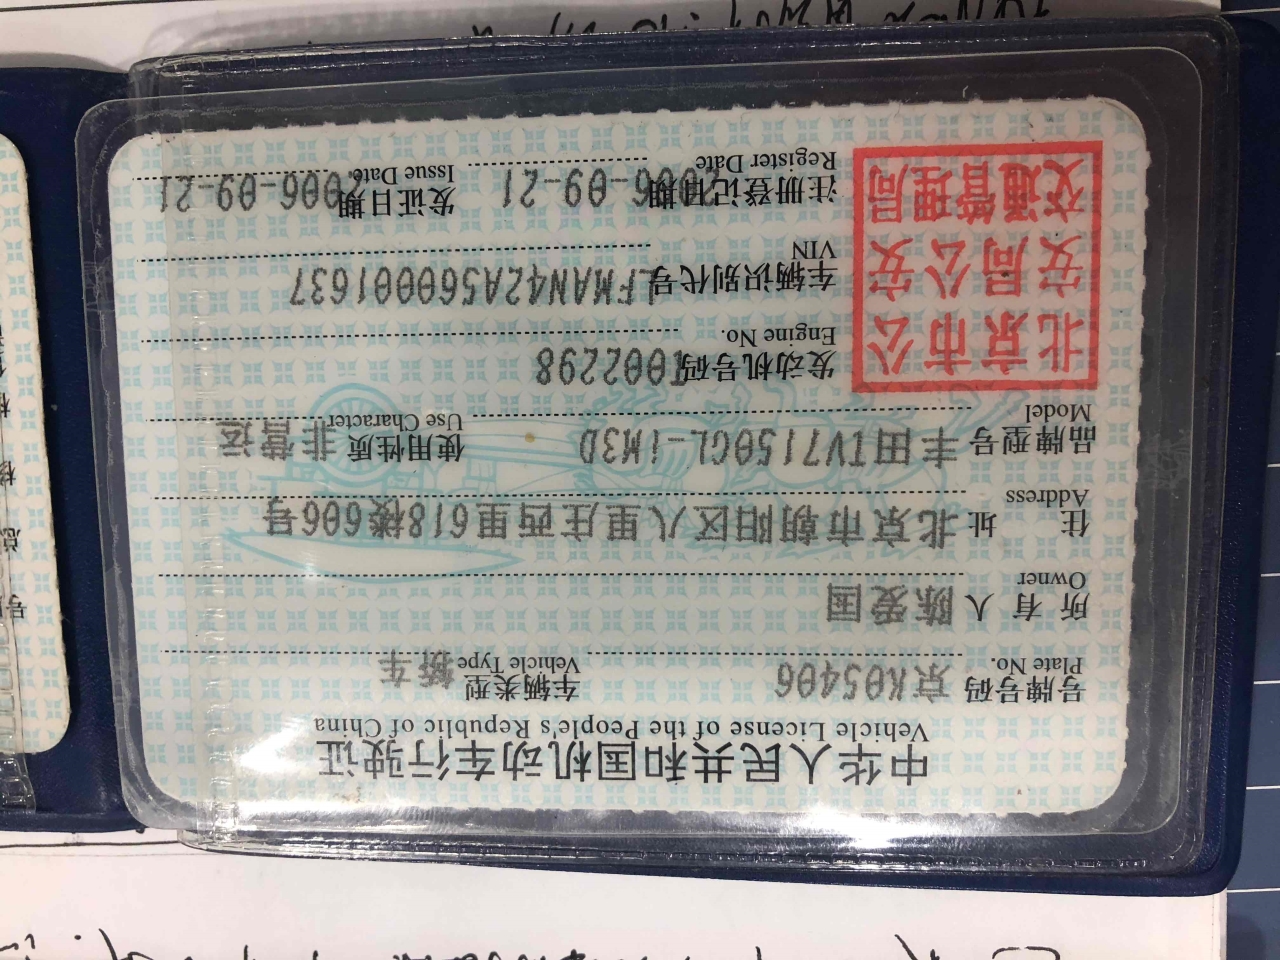 中华人民共和国机动车行驶证
Vehicle License of the People's Republic of China
号牌号码 京K05406 车辆类型 轿车
Plate No. Vehicle Type
所有人 陈爱国
Owner
住址 北京市朝阳区八里庄西里618楼606号
Address
品牌型号 丰田TV7150GL-iM3D 使用性质 非营运
Model Use Character
北京市公
安局公安
交通管理局
发动机号码 T002298
Engine No.
车辆识别代号 LFMAN42A560001637
VIN
注册登记日期 2006-09-21 发证日期 2006-09-21
Register Date Issue Date